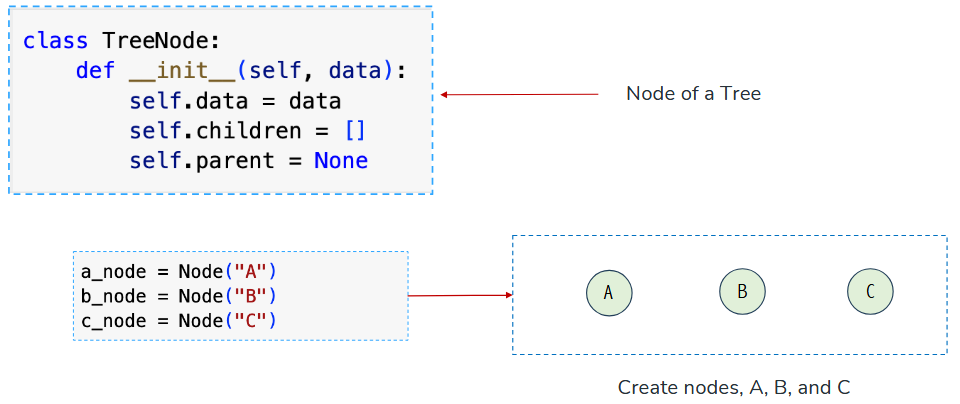 class TreeNode:
    def __init__(self, data):
        self.data = data
        self.children = []
        self.parent = None
Node of a Tree
a_node = Node("A")
b_node = Node("B")
c_node = Node("C")
A
B
C
Create nodes, A, B, and C